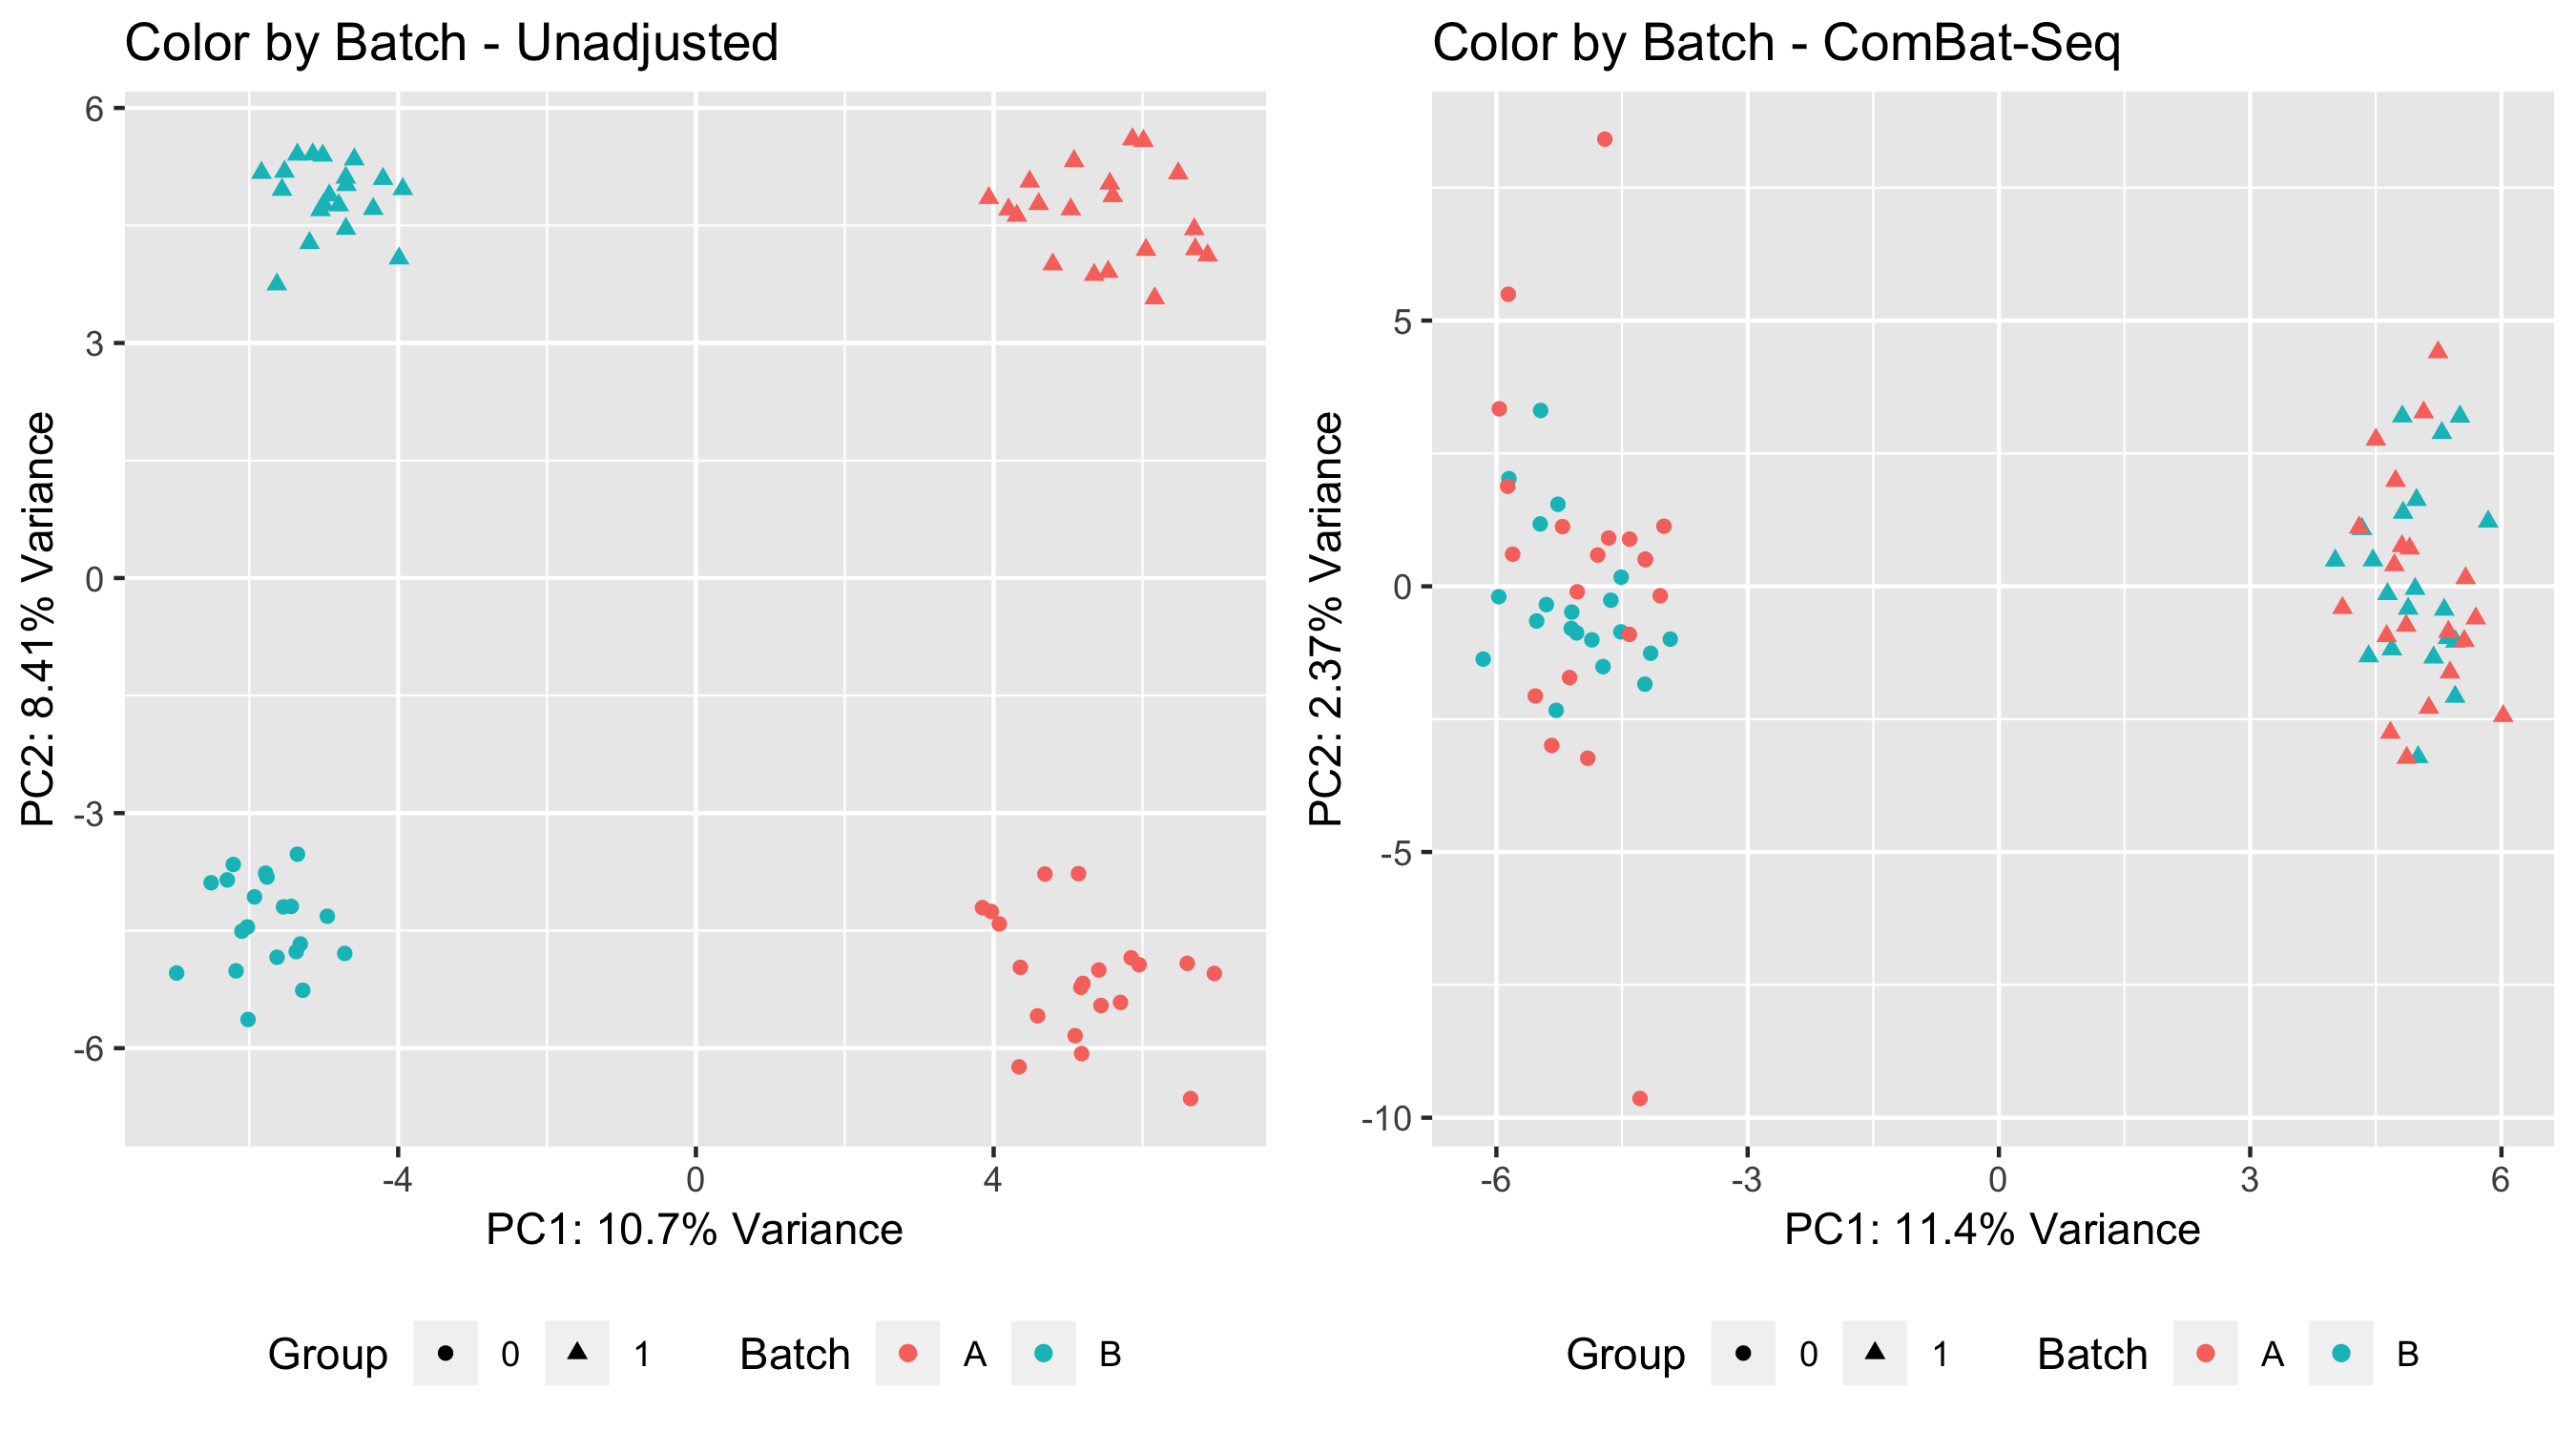 Color by Batch - Unadjusted
6
3
0
-3
-6
PC2: 8.41% Variance
-4 0 4
PC1: 10.7% Variance
Group 0 1 Batch A B
Color by Batch - ComBat-Seq
5
0
-5
-10
PC2: 2.37% Variance
-6 -3 0 3 6
PC1: 11.4% Variance
Group 0 1 Batch A B